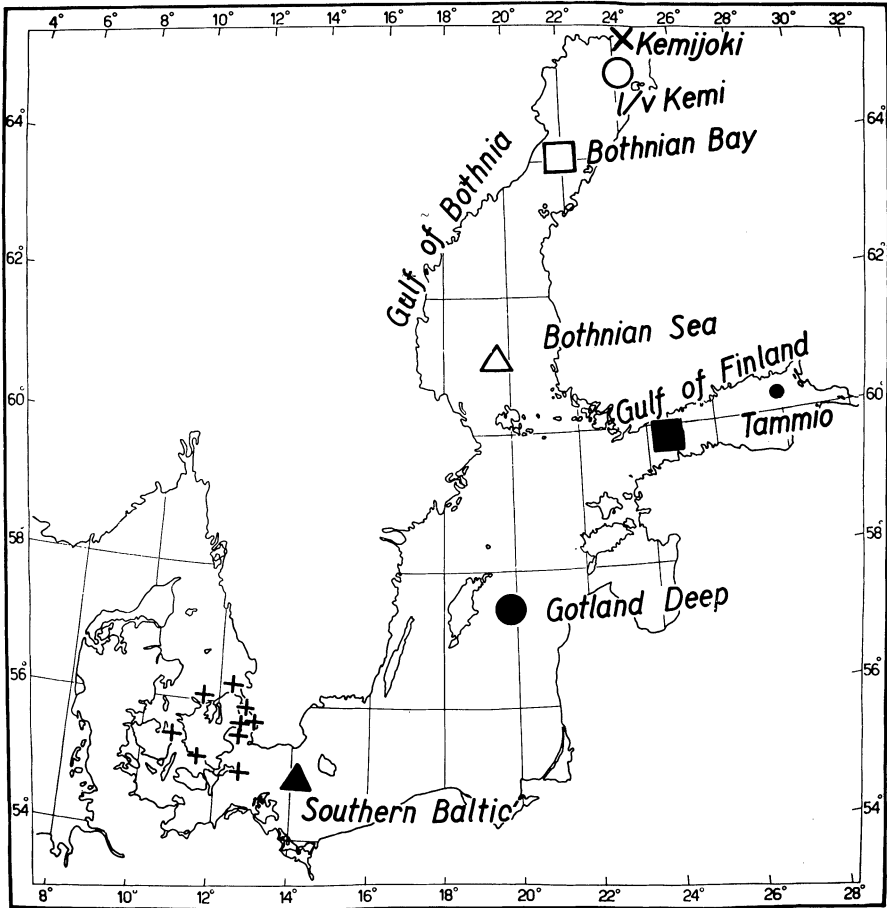 4° 6° 8° 10° 12° 14° 16° 18° 20° 22° 24° 26° 28° 30° 32°
Kemijoki
l/v Kemi
64° 64°
Bothnian Bay
Gulf of Bothnia
62° 62°
Bothnian Sea
Gulf of Finland
60° 60°
Tammio
58° 58°
Gotland Deep
56° 56°
54° 54°
Southern Baltic
8° 10° 12° 14° 16° 18° 20° 22° 24° 26° 28°